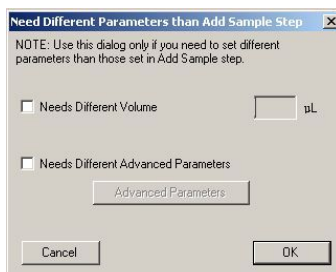 Need Different Parameters than Add Sample Step
NOTE: Use this dialog only if you need to set different
parameters than those set in Add Sample step.
Needs Different Volume
µL
Needs Different Advanced Parameters
Advanced Parameters
Cancel
OK